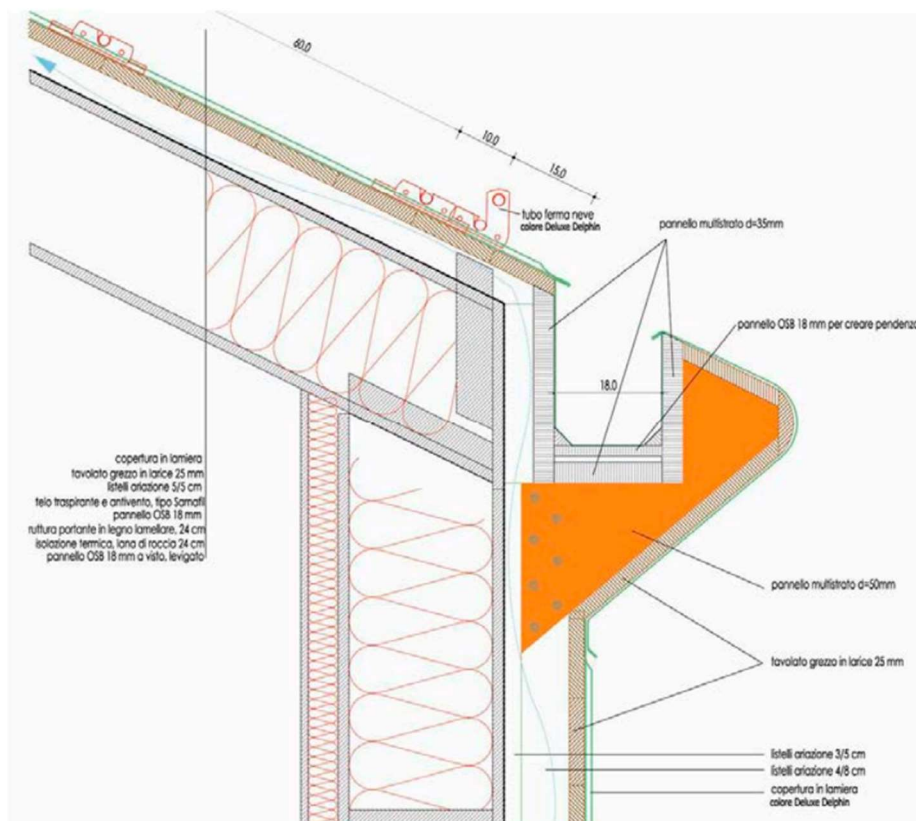 60.0
10.0
15.0
tubo ferma neve
colore Deluxe Delphin
pannello multistrato d=35mm
pannello OSB 18 mm per creare pendenza
18.0
copertura in lamiera
tavolato grezzo in larice 25 mm
listelli ariazione 5/5 cm
telo traspirante e antivento, tipo Sarnafil
pannello OSB 18 mm
ruttura portante in legno lamellare, 24 cm
isolazione termica, lana di roccia 24 cm
pannello OSB 18 mm a visto, levigato
pannello multistrato d=50mm
tavolato grezzo in larice 25 mm
listelli ariazione 3/5 cm
listelli ariazione 4/8 cm
copertura in lamiera
colore Deluxe Delphin